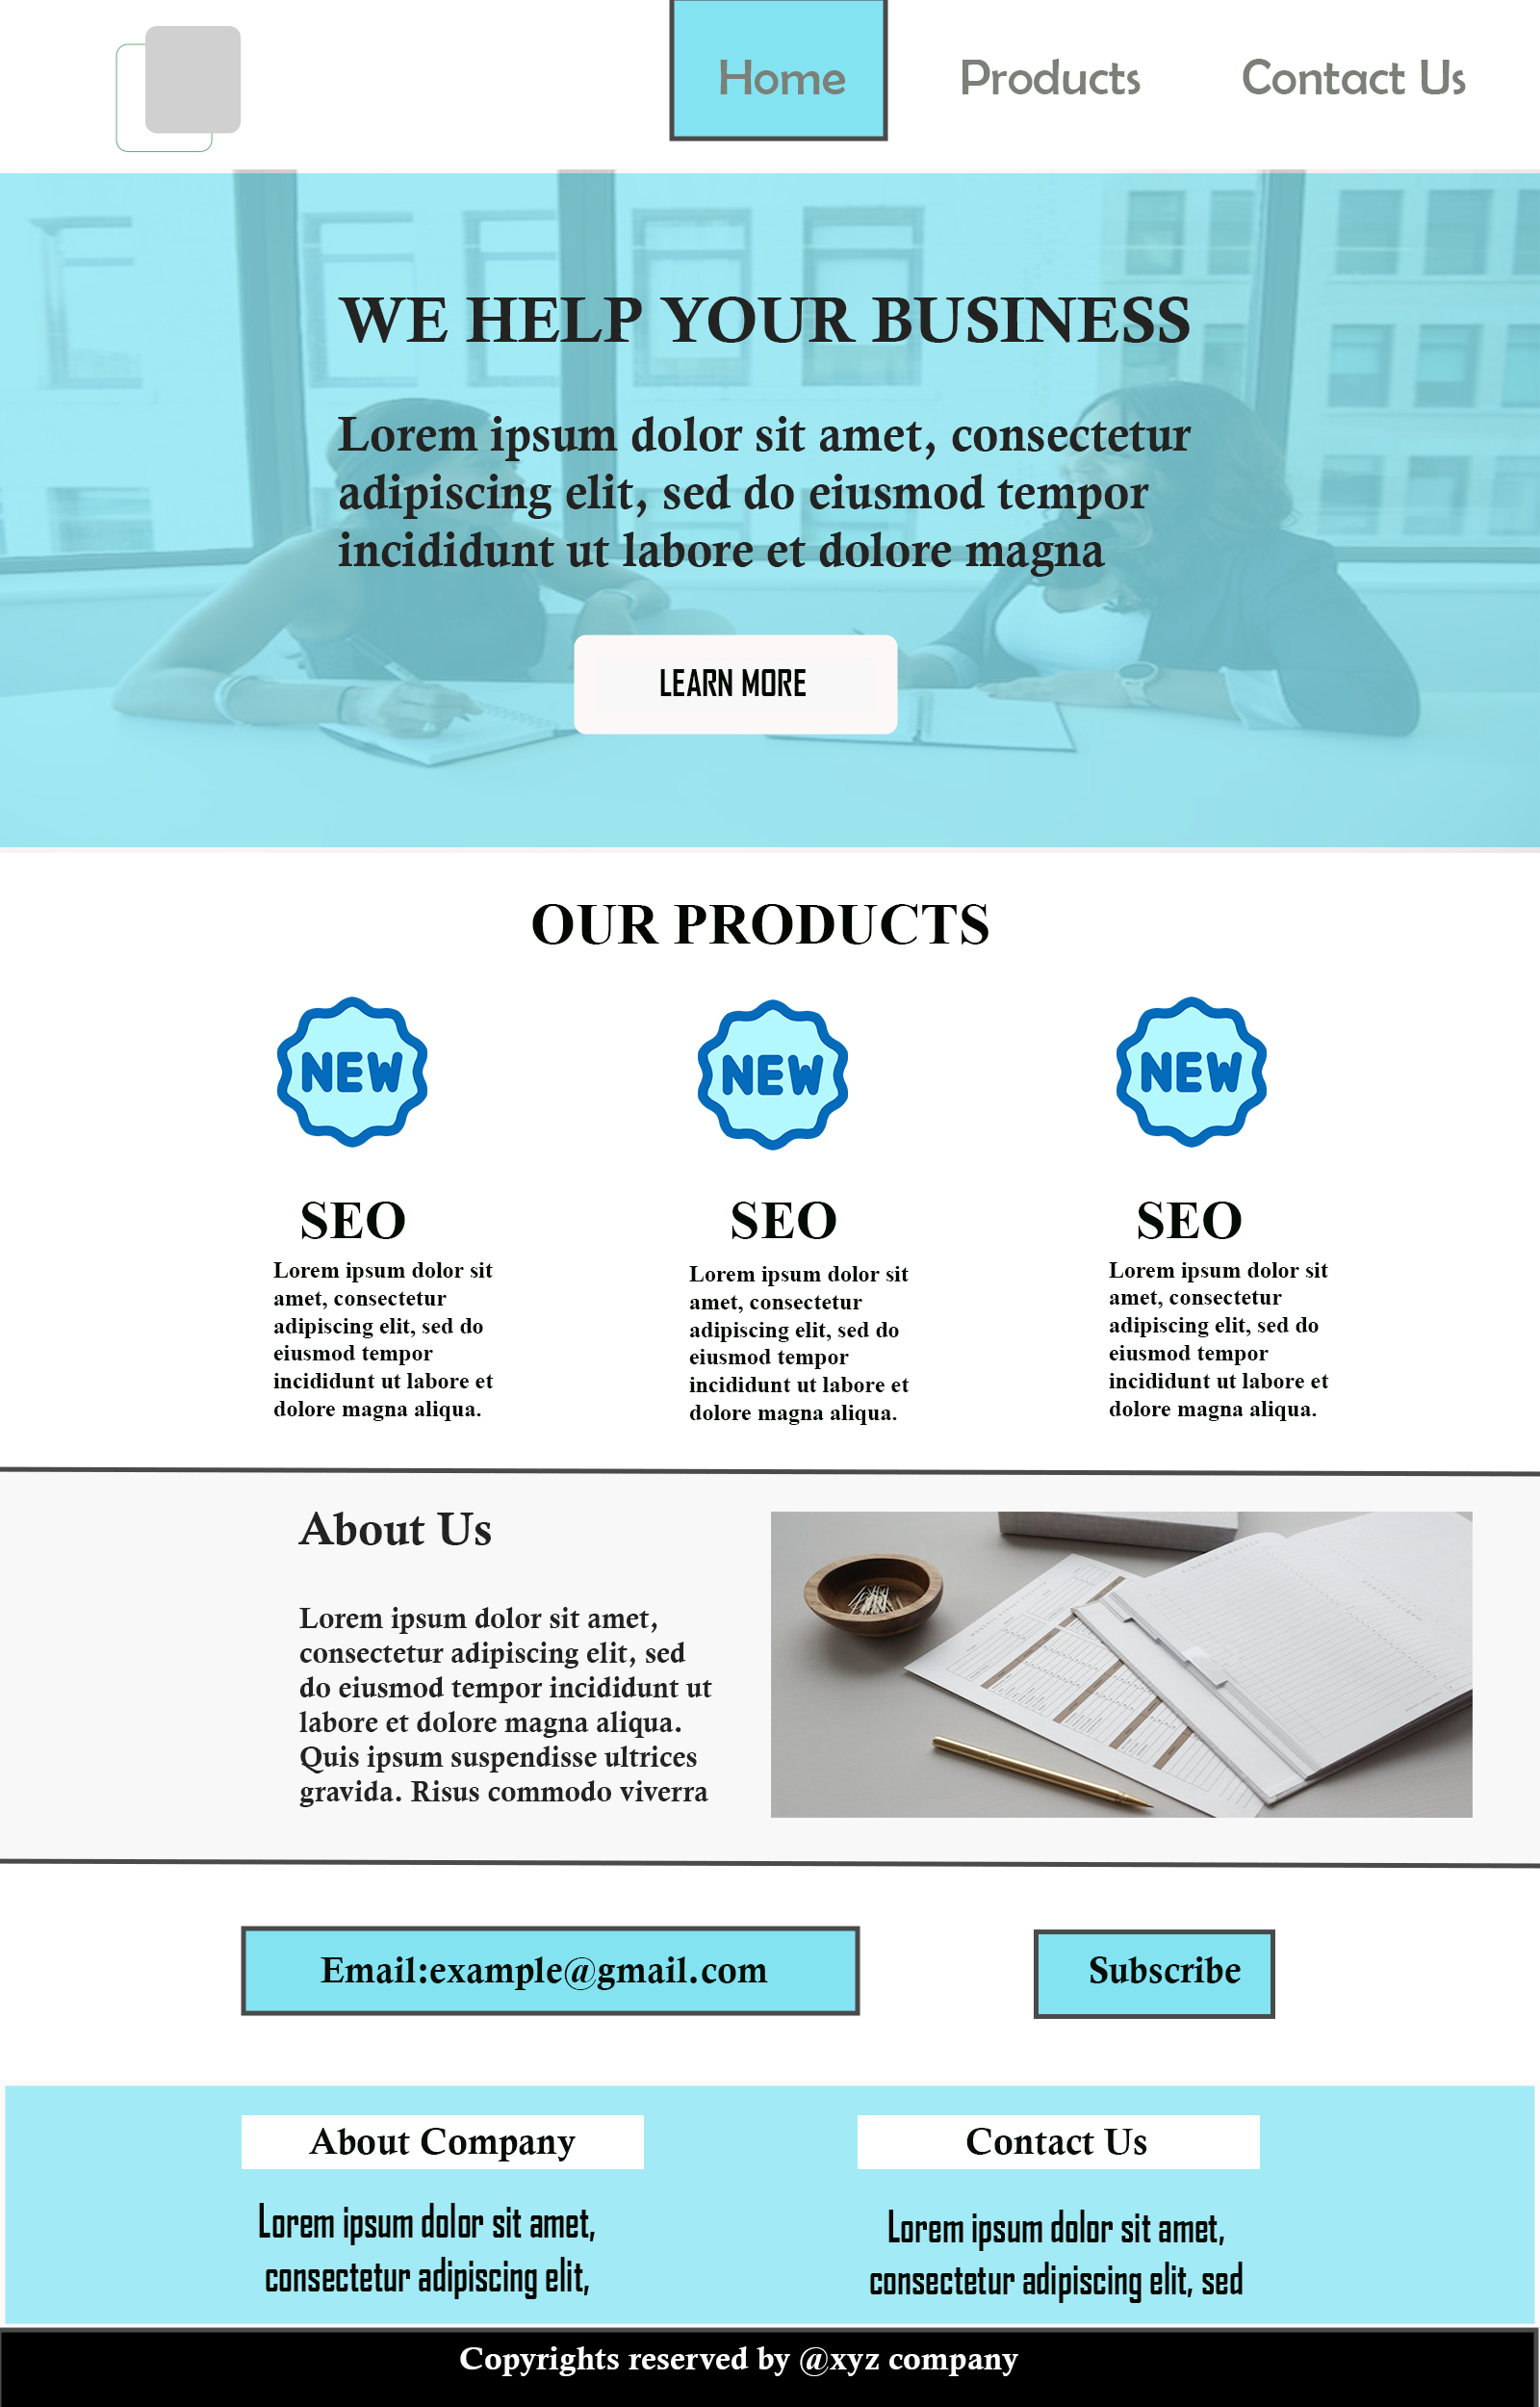 Home Products Contact Us
WE HELP YOUR BUSINESS
Lorem ipsum dolor sit amet, consectetur
adipiscing elit, sed do eiusmod tempor
incididunt ut labore et dolore magna
LEARN MORE
OUR PRODUCTS
NEW
NEW
NEW
SEO
Lorem ipsum dolor sit
amet, consectetur
adipiscing elit, sed do
eiusmod tempor
incididunt ut labore et
dolore magna aliqua.
SEO
Lorem ipsum dolor sit
amet, consectetur
adipiscing elit, sed do
eiusmod tempor
incididunt ut labore et
dolore magna aliqua.
SEO
Lorem ipsum dolor sit
amet, consectetur
adipiscing elit, sed do
eiusmod tempor
incididunt ut labore et
dolore magna aliqua.
About Us
Lorem ipsum dolor sit amet,
consectetur adipiscing elit, sed
do eiusmod tempor incididunt ut
labore et dolore magna aliqua.
Quis ipsum suspendisse ultrices
gravida. Risus commodo viverra
Email:example@gmail.com
Subscribe
About Company
Lorem ipsum dolor sit amet,
consectetur adipiscing elit,
Contact Us
Lorem ipsum dolor sit amet,
consectetur adipiscing elit, sed
Copyrights reserved by @xyz company